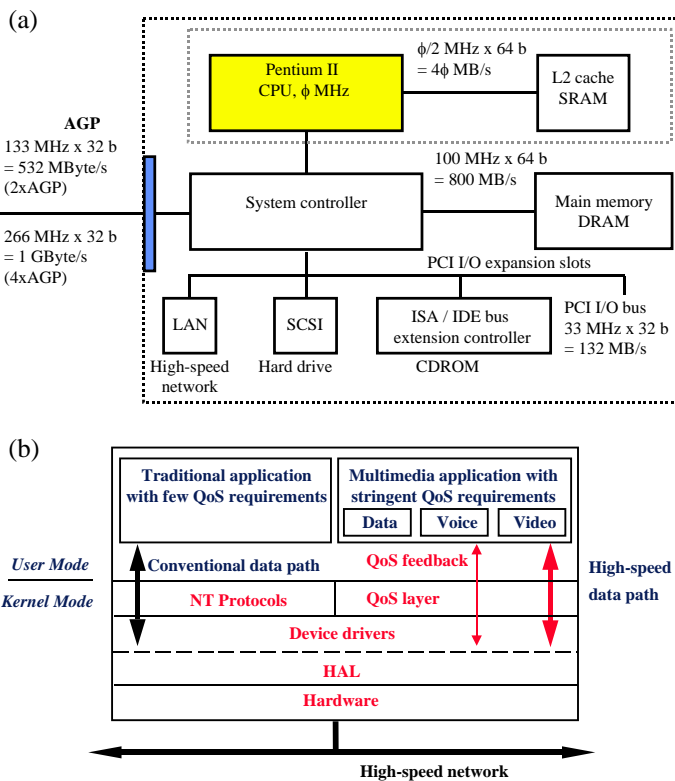 (a)
Pentium II
CPU, ϕ MHz
ϕ/2 MHz x 64 b
= 4ϕ MB/s
L2 cache
SRAM
AGP
133 MHz x 32 b
= 532 MByte/s
(2xAGP)
266 MHz x 32 b
= 1 GByte/s
(4xAGP)
System controller
100 MHz x 64 b
= 800 MB/s
Main memory
DRAM
PCI I/O expansion slots
LAN
SCSI
ISA / IDE bus
extension controller
PCI I/O bus
33 MHz x 32 b
= 132 MB/s
High-speed
network
Hard drive
CDROM
(b)
Traditional application
with few QoS requirements
Multimedia application with
stringent QoS requirements
Data
Voice
Video
User Mode
Kernel Mode
Conventional data path
QoS feedback
High-speed
data path
NT Protocols
QoS layer
Device drivers
HAL
Hardware
High-speed network